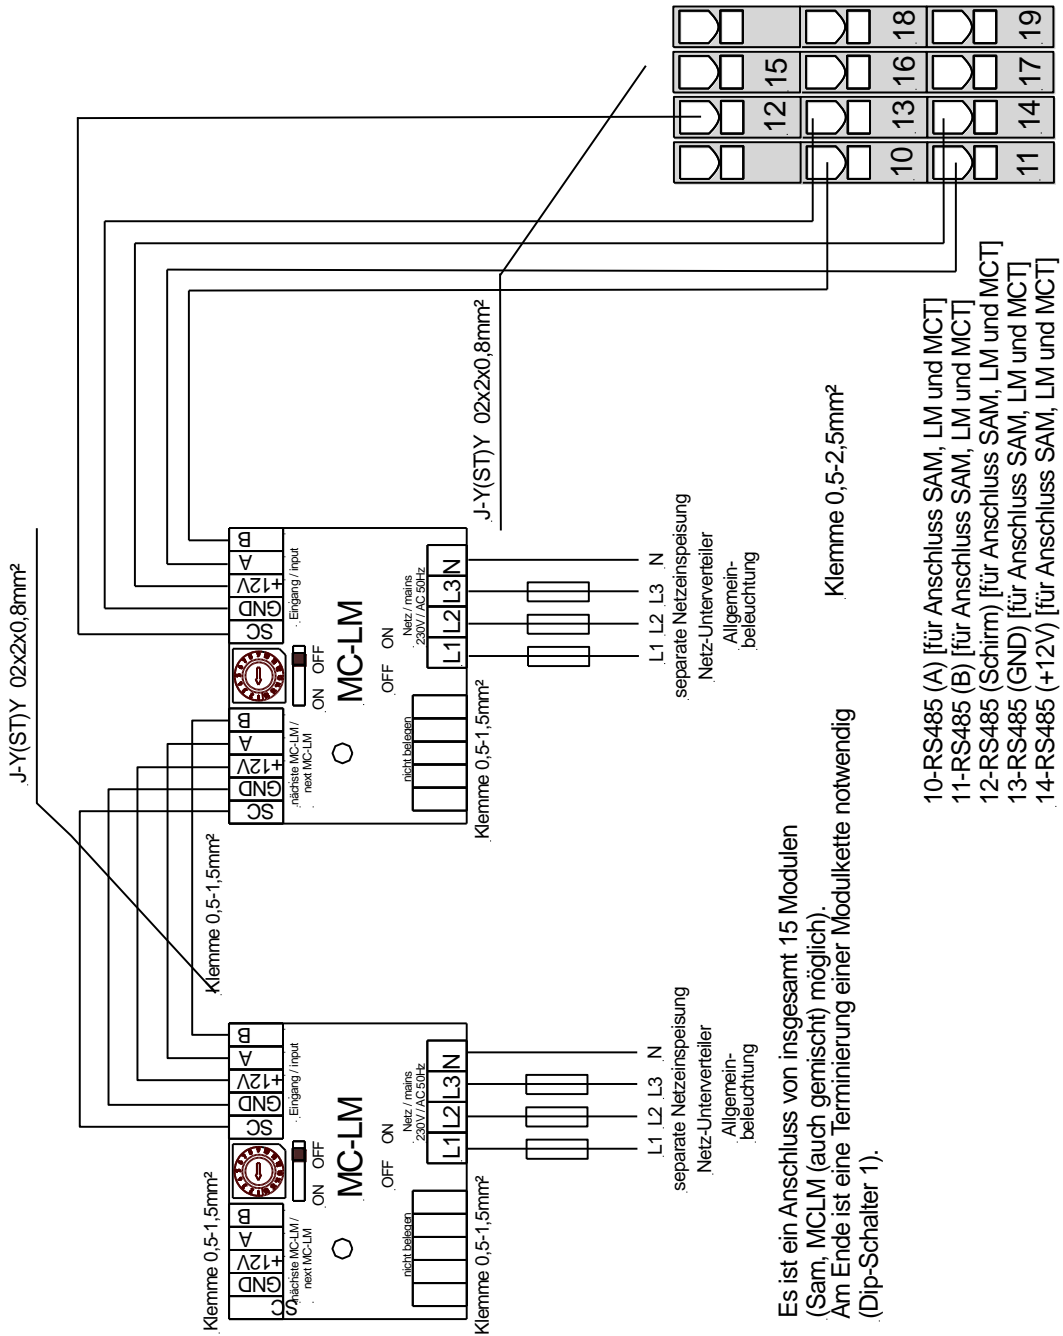 J-Y(ST)Y 02x2x0,8mm²
Klemme 0,5-1,5mm²
SC
GND
+12V
A
B
nächste MC-LM /
next MC-LM
ON OFF
SC
GND
+12V
A
B
Eingang / input
MC-LM
OFF ON
nicht belegen
Netz / mains
230V / AC 50Hz
L1 L2 L3 N
Klemme 0,5-1,5mm²
L1 L2 L3 N
separate Netzeinspeisung
Netz-Unterverteiler
Allgemein-
beleuchtung
Klemme 0,5-1,5mm²
SC
GND
+12V
A
B
nächste MC-LM /
next MC-LM
ON OFF
SC
GND
+12V
A
B
Eingang / input
MC-LM
OFF ON
nicht belegen
Netz / mains
230V / AC 50Hz
L1 L2 L3 N
Klemme 0,5-1,5mm²
L1 L2 L3 N
separate Netzeinspeisung
Netz-Unterverteiler
Allgemein-
beleuchtung
J-Y(ST)Y 02x2x0,8mm²
12 15
10 13 16 18
11 14 17 19
Klemme 0,5-2,5mm²
Es ist ein Anschluss von insgesamt 15 Modulen
(Sam, MCLM (auch gemischt) möglich).
Am Ende ist eine Terminierung einer Modulkette notwendig
(Dip-Schalter 1).
10-RS485 (A) [für Anschluss SAM, LM und MCT]
11-RS485 (B) [für Anschluss SAM, LM und MCT]
12-RS485 (Schirm) [für Anschluss SAM, LM und MCT]
13-RS485 (GND) [für Anschluss SAM, LM und MCT]
14-RS485 (+12V) [für Anschluss SAM, LM und MCT]